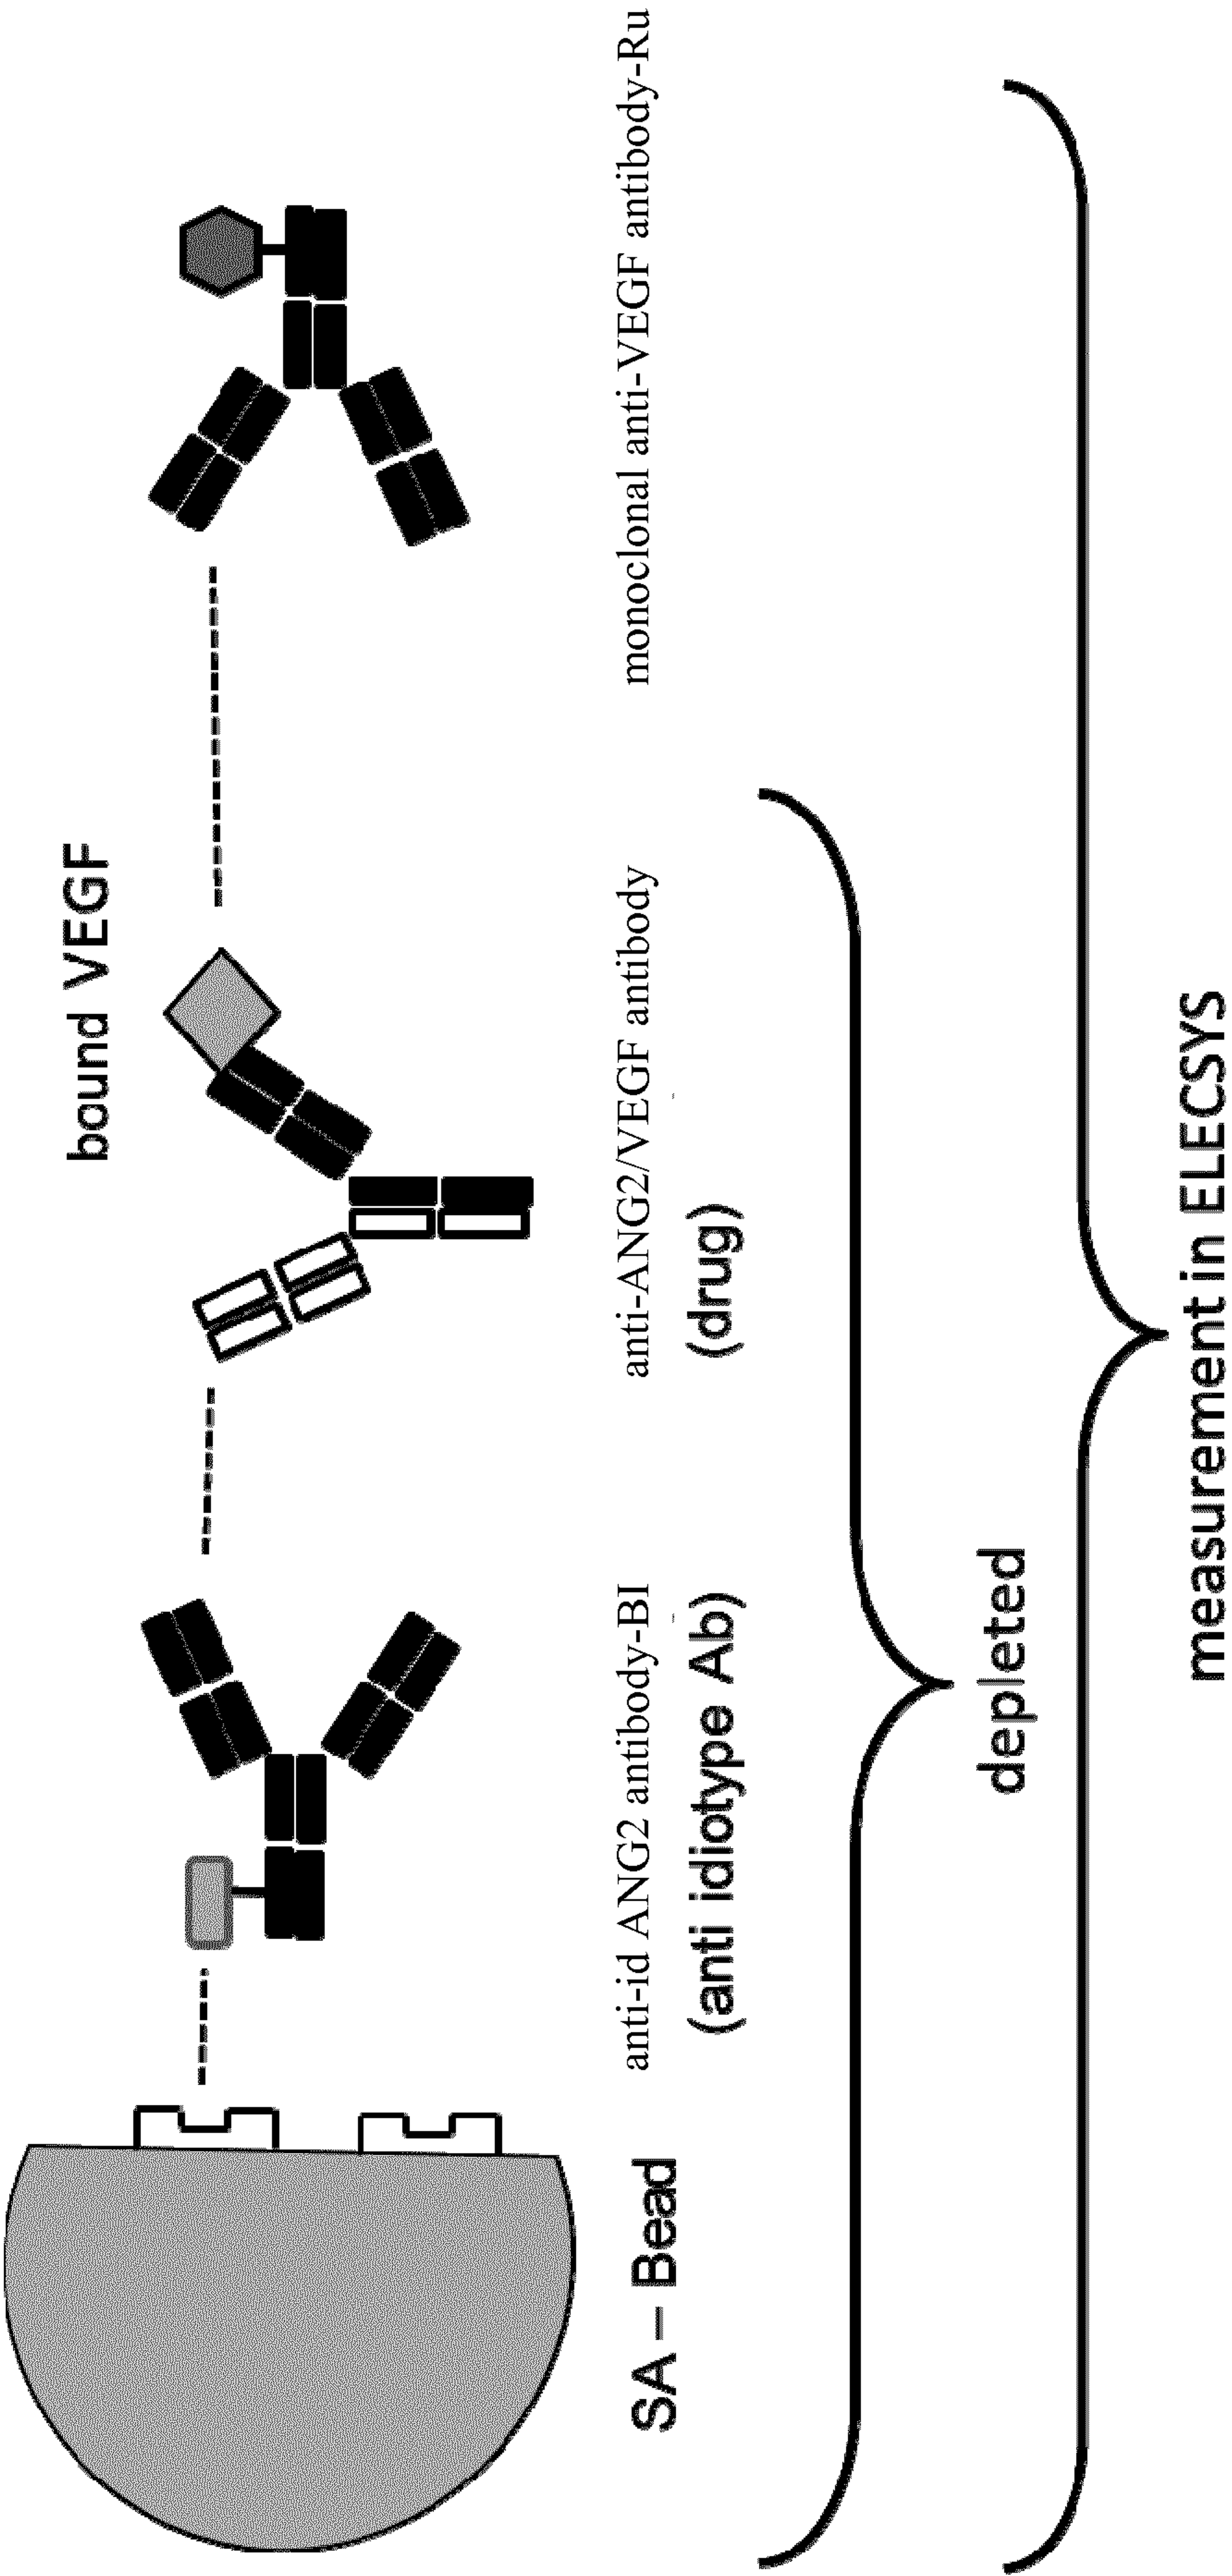 bound VEGF
SA – Bead
anti-id ANG2 antibody-BI
(anti idiotype Ab)
anti-ANG2/VEGF antibody
(drug)
monoclonal anti-VEGF antibody-Ru
depleted
measurement in ELECSYS